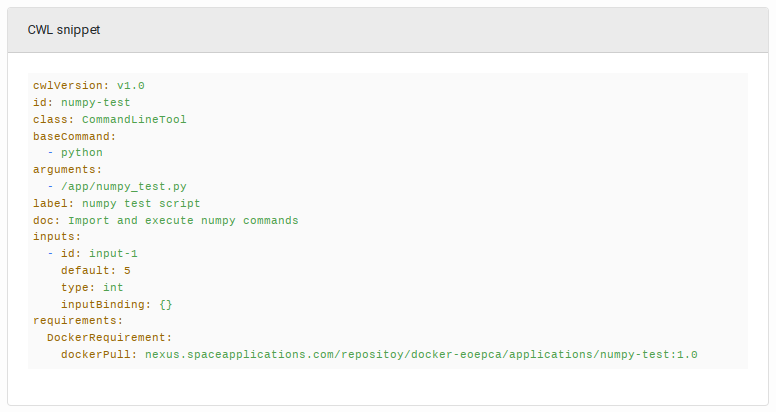 CWL snippet
cwlVersion: v1.0
id: numpy-test
class: CommandLineTool
baseCommand:
  - python
arguments:
  - /app/numpy_test.py
label: numpy test script
doc: Import and execute numpy commands
inputs:
  - id: input-1
    default: 5
    type: int
    inputBinding: {}
requirements:
  DockerRequirement:
    dockerPull: nexus.spaceapplications.com/repositoy/docker-eoepca/applications/numpy-test:1.0